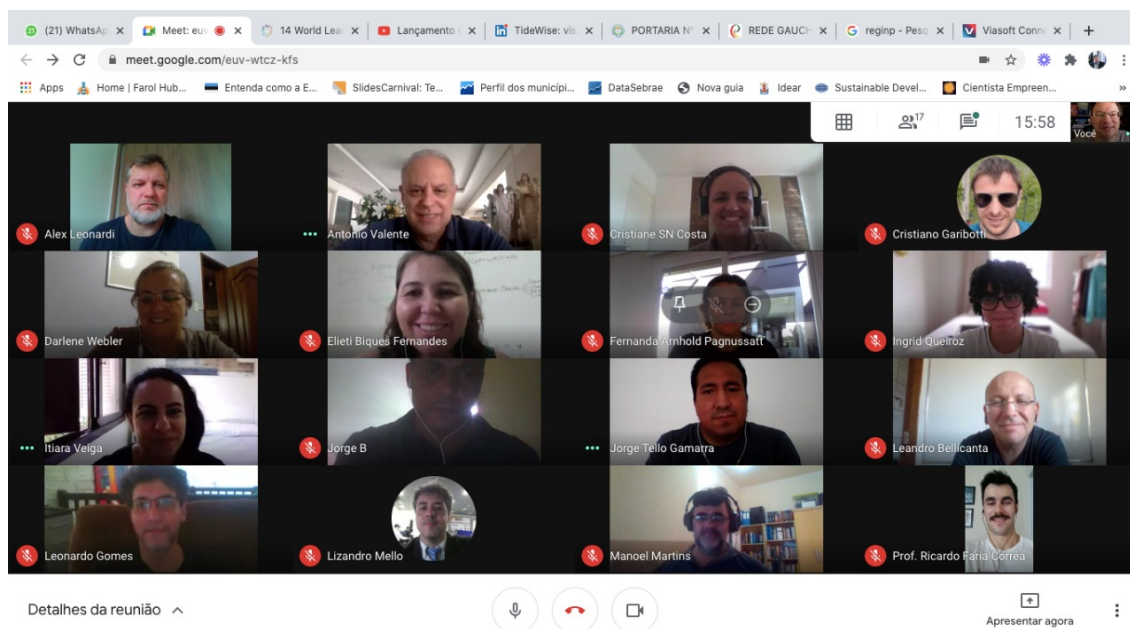 (21) WhatsAp
Meet: euv
14 World Lea
Lançamento
TideWise: vis
PORTARIA Nº
REDE GAUCH
reginp - Pesq
Viasoft Conn
meet.google.com/euv-wtcz-kfs
Apps
Home | Farol Hub...
Entenda como a E...
SlidesCarnival: Te...
Perfil dos municípi...
DataSebrae
Nova guia
Idear
Sustainable Devel...
Cientista Empreen...
17
15:58
Você
Alex Leonardi
Antonio Valente
Cristiane SN Costa
Cristiano Garibotti
Darlene Webler
Elieti Biques Fernandes
Fernanda Arnhold Pagnussatt
Ingrid Queiroz
Itiara Veiga
Jorge B
Jorge Tello Gamarra
Leandro Bellicanta
Leonardo Gomes
Lizandro Mello
Manoel Martins
Prof. Ricardo Faria Corrêa
Detalhes da reunião
Apresentar agora